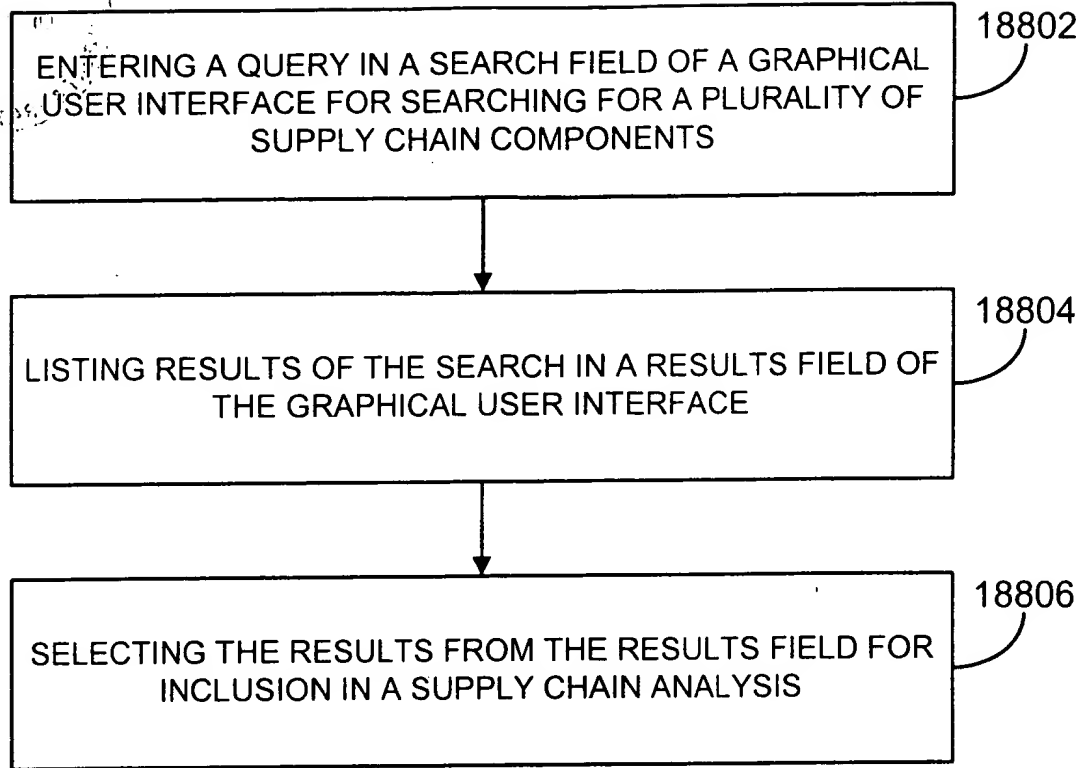 18802
ENTERING A QUERY IN A SEARCH FIELD OF A GRAPHICAL
USER INTERFACE FOR SEARCHING FOR A PLURALITY OF
SUPPLY CHAIN COMPONENTS
18804
LISTING RESULTS OF THE SEARCH IN A RESULTS FIELD OF
THE GRAPHICAL USER INTERFACE
18806
SELECTING THE RESULTS FROM THE RESULTS FIELD FOR
INCLUSION IN A SUPPLY CHAIN ANALYSIS